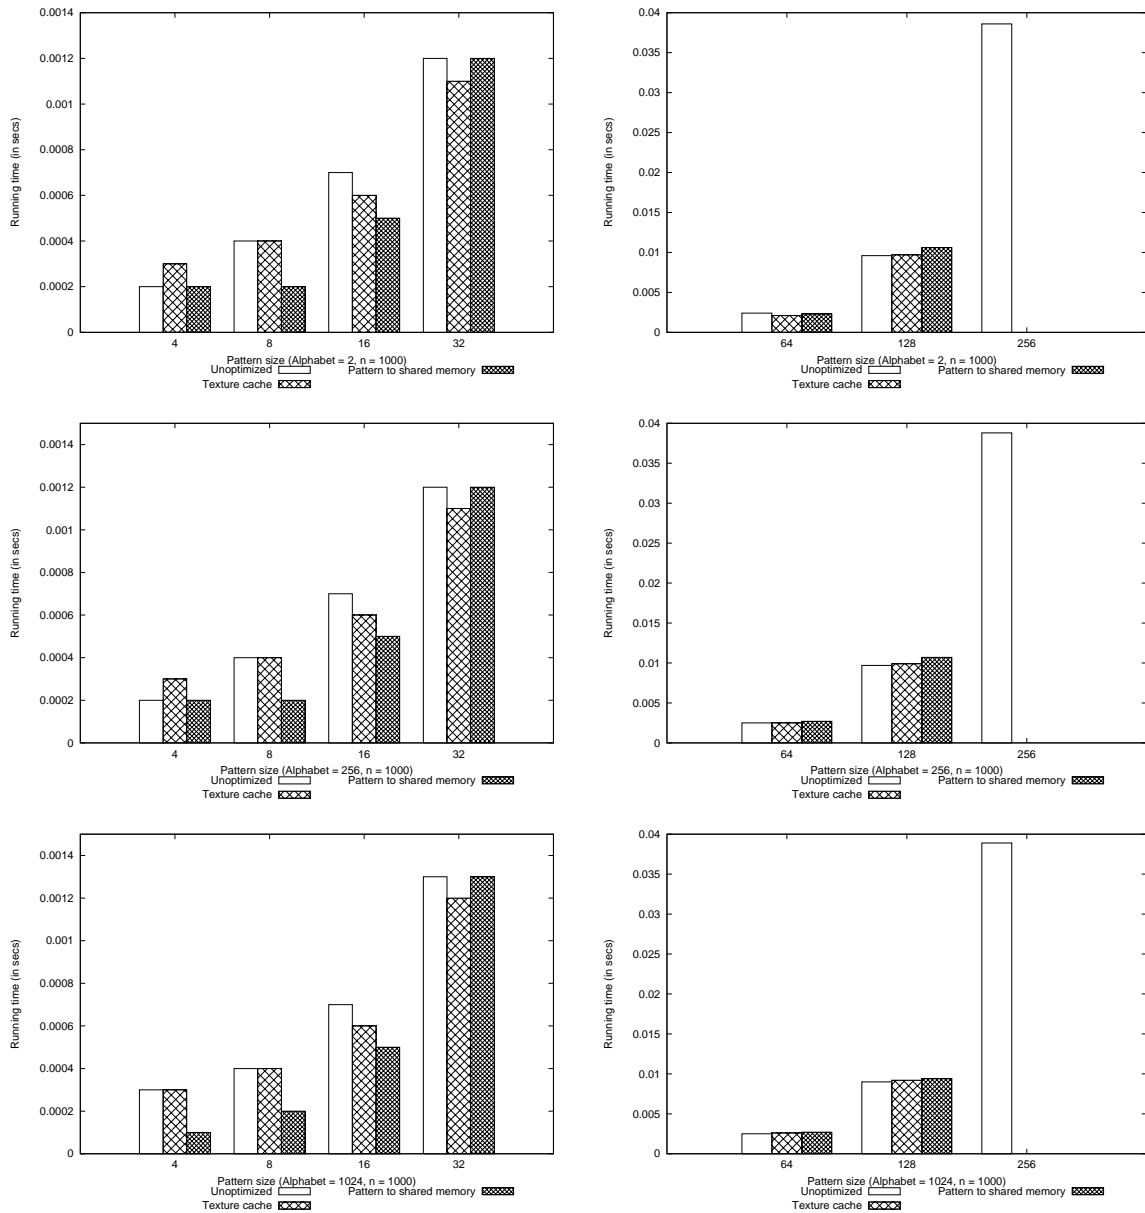 0.0014
0.0012
0.001
0.0008
0.0006
0.0004
0.0002
0
Running time (in secs)
4 8 16 32
Pattern size (Alphabet = 2, n = 1000)
Unoptimized Pattern to shared memory
Texture cache
0.04
0.035
0.03
0.025
0.02
0.015
0.01
0.005
0
Running time (in secs)
64 128 256
Pattern size (Alphabet = 2, n = 1000)
Unoptimized Pattern to shared memory
Texture cache
0.0014
0.0012
0.001
0.0008
0.0006
0.0004
0.0002
0
Running time (in secs)
4 8 16 32
Pattern size (Alphabet = 256, n = 1000)
Unoptimized Pattern to shared memory
Texture cache
0.04
0.035
0.03
0.025
0.02
0.015
0.01
0.005
0
Running time (in secs)
64 128 256
Pattern size (Alphabet = 256, n = 1000)
Unoptimized Pattern to shared memory
Texture cache
0.0014
0.0012
0.001
0.0008
0.0006
0.0004
0.0002
0
Running time (in secs)
4 8 16 32
Pattern size (Alphabet = 1024, n = 1000)
Unoptimized Pattern to shared memory
Texture cache
0.04
0.035
0.03
0.025
0.02
0.015
0.01
0.005
0
Running time (in secs)
64 128 256
Pattern size (Alphabet = 1024, n = 1000)
Unoptimized Pattern to shared memory
Texture cache